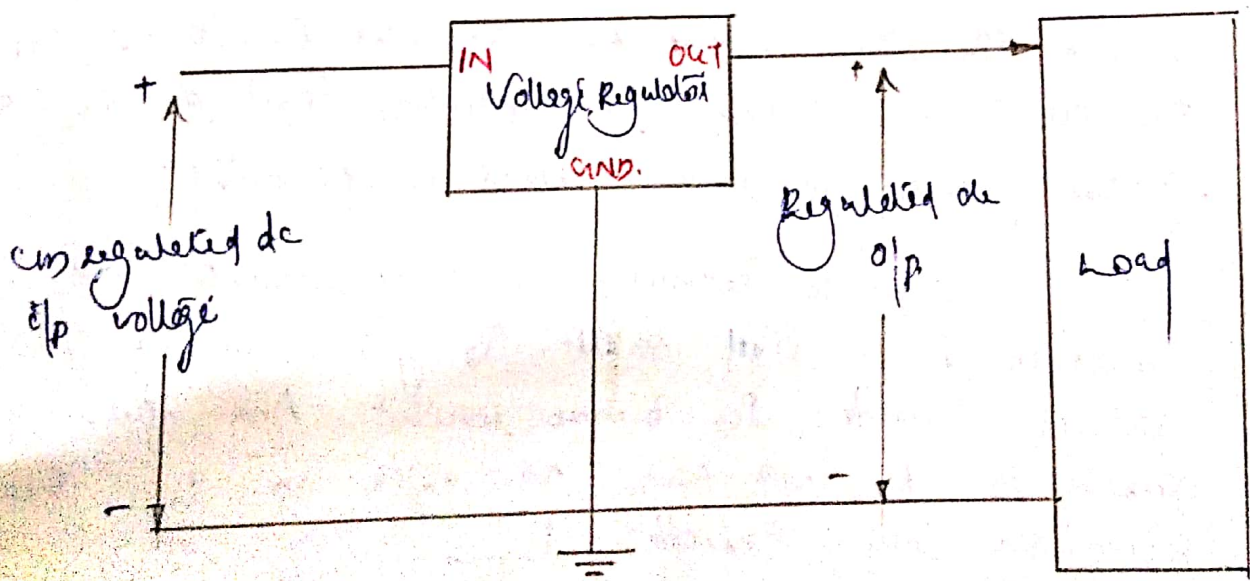 IN OUT
Voltage Regulator
GND.
+
Unregulated dc
i/p voltage
-
+
Regulated dc
o/p
-
Load